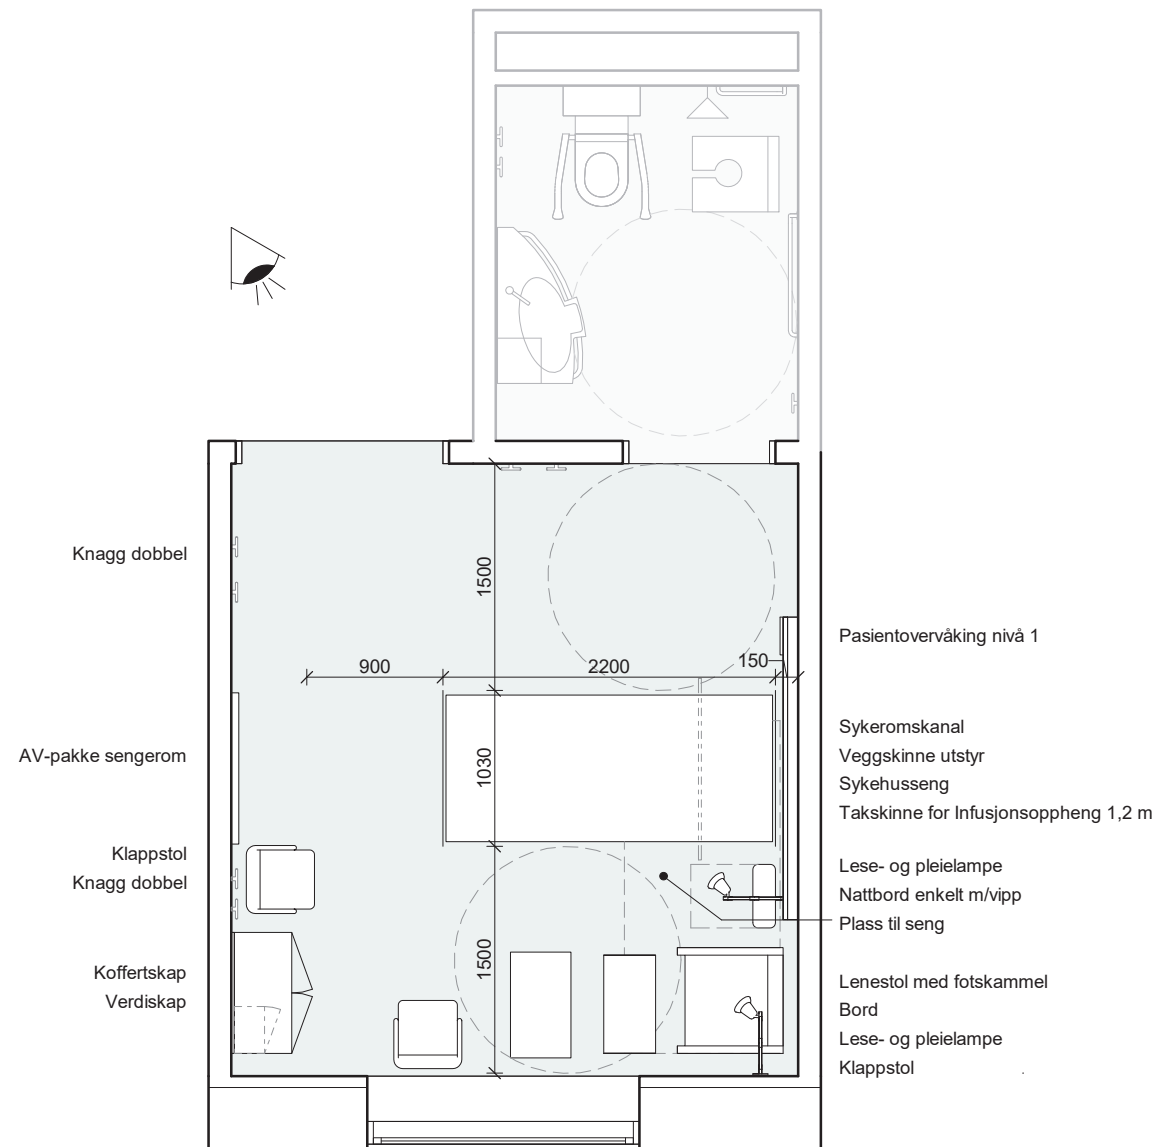 Knagg dobbel
AV-pakke sengerom
Klappstol
Knagg dobbel
Koffertskap
Verdiskap
1500
900
2200
150
1030
1500
Pasientovervåking nivå 1
Sykeromskanal
Veggskinne utstyr
Sykehusseng
Takskinne for Infusjonsoppheng 1,2 m
Lese- og pleielampe
Nattbord enkelt m/vipp
Plass til seng
Lenestol med fotskammel
Bord
Lese- og pleielampe
Klappstol